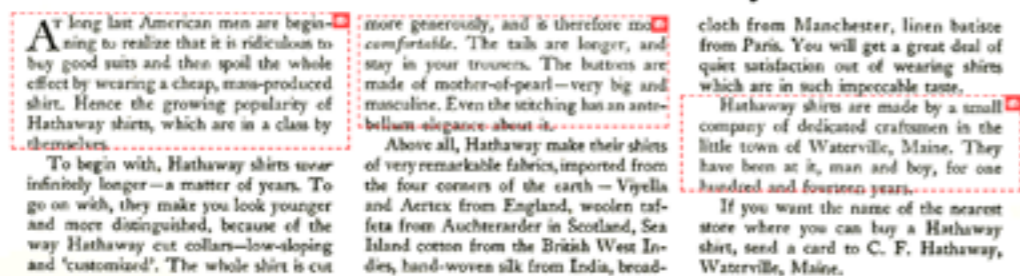 At long last American men are begin-
ning to realize that it is ridiculous to
buy good suits and then spoil the whole
effect by wearing a cheap, mass-produced
shirt. Hence the growing popularity of
Hathaway shirts, which are in a class by
themselves.
To begin with, Hathaway shirts wear
infinitely longer—a matter of years. To
go on with, they make you look younger
and more distinguished, because of the
way Hathaway cut collars—low-sloping
and 'customized'. The whole shirt is cut
more generously, and is therefore more
comfortable. The tails are longer, and
stay in your trousers. The buttons are
made of mother-of-pearl—very big and
masculine. Even the stitching has an ante-
bellum elegance about it.
Above all, Hathaway make their shirts
of very remarkable fabrics, imported from
the four corners of the earth—Viyella
and Aertex from England, woolen taf-
feta from Auchterarder in Scotland, Sea
Island cotton from the British West In-
dies, hand-woven silk from India, broad-
cloth from Manchester, linen batiste
from Paris. You will get a great deal of
quiet satisfaction out of wearing shirts
which are in such impeccable taste.
Hathaway shirts are made by a small
company of dedicated craftsmen in the
little town of Waterville, Maine. They
have been at it, man and boy, for one
hundred and fourteen years.
If you want the name of the nearest
store where you can buy a Hathaway
shirt, send a card to C. F. Hathaway,
Waterville, Maine.